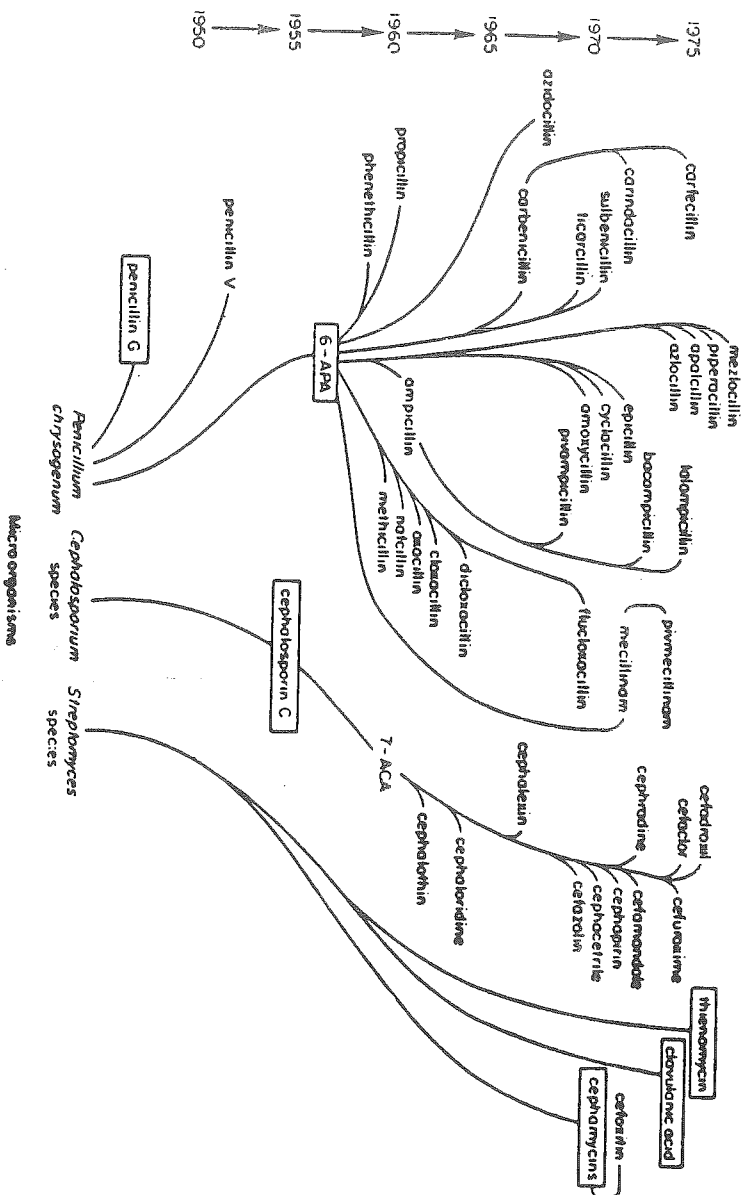 1975
1970
1965
1960
1955
1950
mezlocillin
piperacillin
apalcillin
azlocillin
carfecillin
carindacillin
sulbenicillin
ticarcillin
carbenicillin
azidocillin
propicillin
phenethicillin
talampicillin
bacampicillin
epicillin
cyclacillin
amoxycillin
pivampicillin
ampicillin
pivmecillinam
mecillinam
flucloxacillin
dicloxacillin
cloxacillin
oxacillin
nafcillin
methicillin
6-APA
penicillin V
penicillin G
cefadroxil
cefaclor
cefuroxime
cephradine
cefamandole
cephapirin
cephacetrile
cefazolin
cephalexin
cephaloridine
cephalothin
7-ACA
cephalosporin C
thienamycin
clavulanic acid
cefoxitin
cephamycins
Penicillium
chrysogenum
Cephalosporium
species
Streptomyces
species
Microorganisms